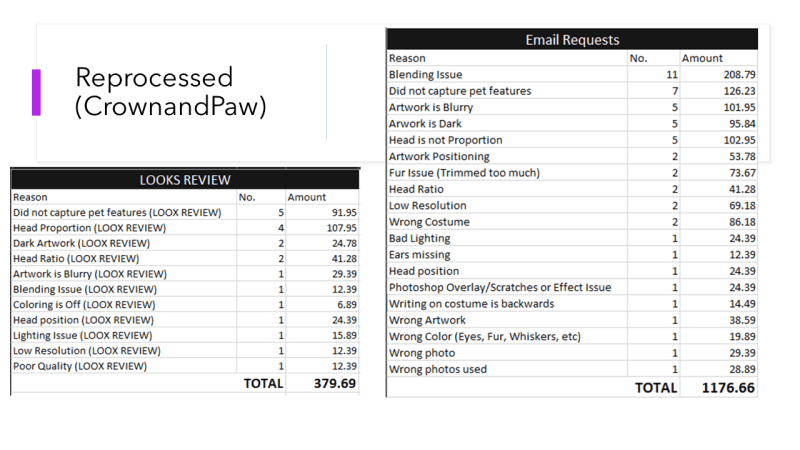 Reprocessed
(CrownandPaw)
LOOKS REVIEW
Reason No. Amount
Did not capture pet features (LOOX REVIEW) 5 91.95
Head Proportion (LOOX REVIEW) 4 107.95
Dark Artwork (LOOX REVIEW) 2 24.78
Head Ratio (LOOX REVIEW) 2 41.28
Artwork is Blurry (LOOX REVIEW) 1 29.39
Blending Issue (LOOX REVIEW) 1 12.39
Coloring is Off (LOOX REVIEW) 1 6.89
Head position (LOOX REVIEW) 1 24.39
Lighting Issue (LOOX REVIEW) 1 15.89
Low Resolution (LOOX REVIEW) 1 12.39
Poor Quality (LOOX REVIEW) 1 12.39
TOTAL 379.69
Email Requests
Reason No. Amount
Blending Issue 11 208.79
Did not capture pet features 7 126.23
Artwork is Blurry 5 101.95
Arwork is Dark 5 95.84
Head is not Proportion 5 102.95
Artwork Positioning 2 53.78
Fur Issue (Trimmed too much) 2 73.67
Head Ratio 2 41.28
Low Resolution 2 69.18
Wrong Costume 2 86.18
Bad Lighting 1 24.39
Ears missing 1 12.39
Head position 1 24.39
Photoshop Overlay/Scratches or Effect Issue 1 24.39
Writing on costume is backwards 1 14.49
Wrong Artwork 1 38.59
Wrong Color (Eyes, Fur, Whiskers, etc) 1 19.89
Wrong photo 1 29.39
Wrong photos used 1 28.89
TOTAL 1176.66